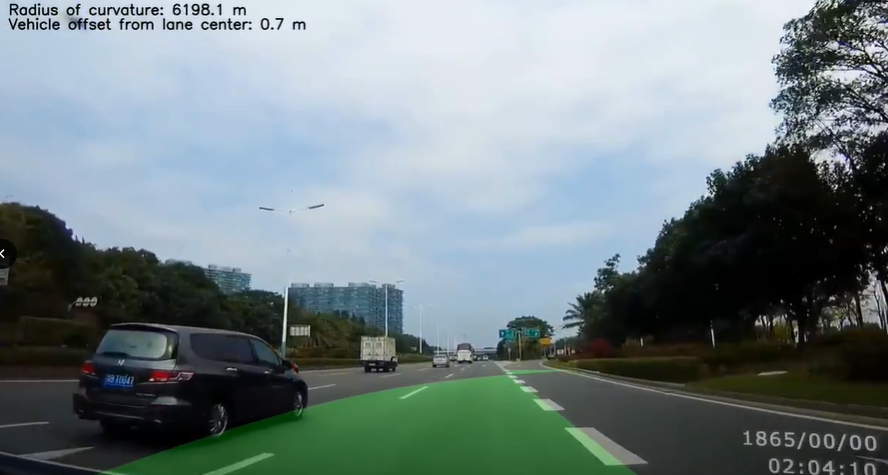 Radius of curvature: 6198.1 m
Vehicle offset from lane center: 0.7 m
1865/00/00
02:04:10